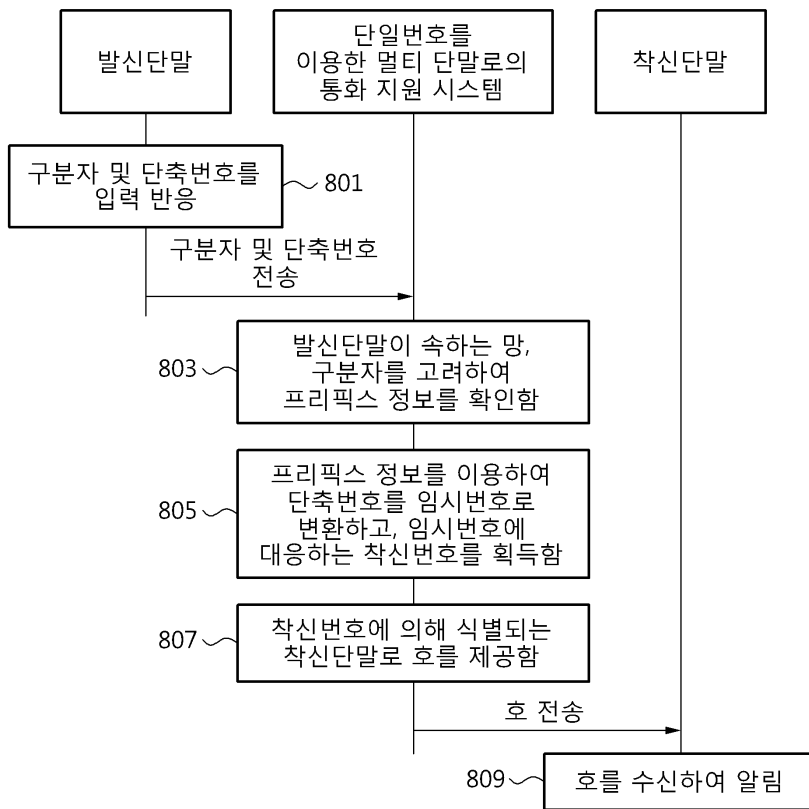 발신단말
단일번호를
이용한 멀티 단말로의
통화 지원 시스템
착신단말
구분자 및 단축번호를
입력 반응
801
구분자 및 단축번호
전송
803
발신단말이 속하는 망,
구분자를 고려하여
프리픽스 정보를 확인함
805
프리픽스 정보를 이용하여
단축번호를 임시번호로
변환하고, 임시번호에
대응하는 착신번호를 획득함
807
착신번호에 의해 식별되는
착신단말로 호를 제공함
호 전송
809
호를 수신하여 알림